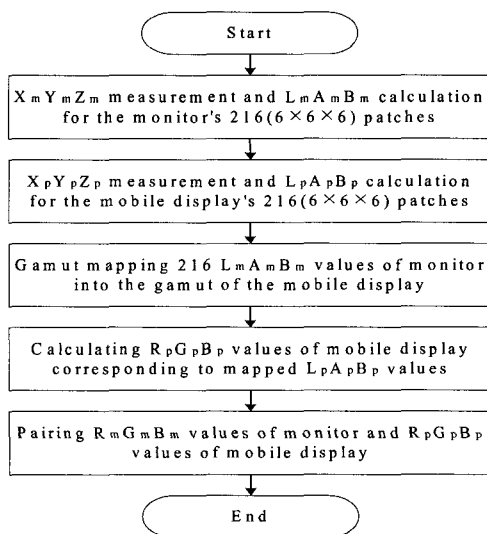 Start
XmYmZm measurement and LmAmBm calculation
for the monitor's 216(6×6×6) patches
XpYpZp measurement and LpApBp calculation
for the mobile display's 216(6×6×6) patches
Gamut mapping 216 LmAmBm values of monitor
into the gamut of the mobile display
Calculating RpGpBp values of mobile display
corresponding to mapped LpApBp values
Pairing RmGmBm values of monitor and RpGpBp
values of mobile display
End